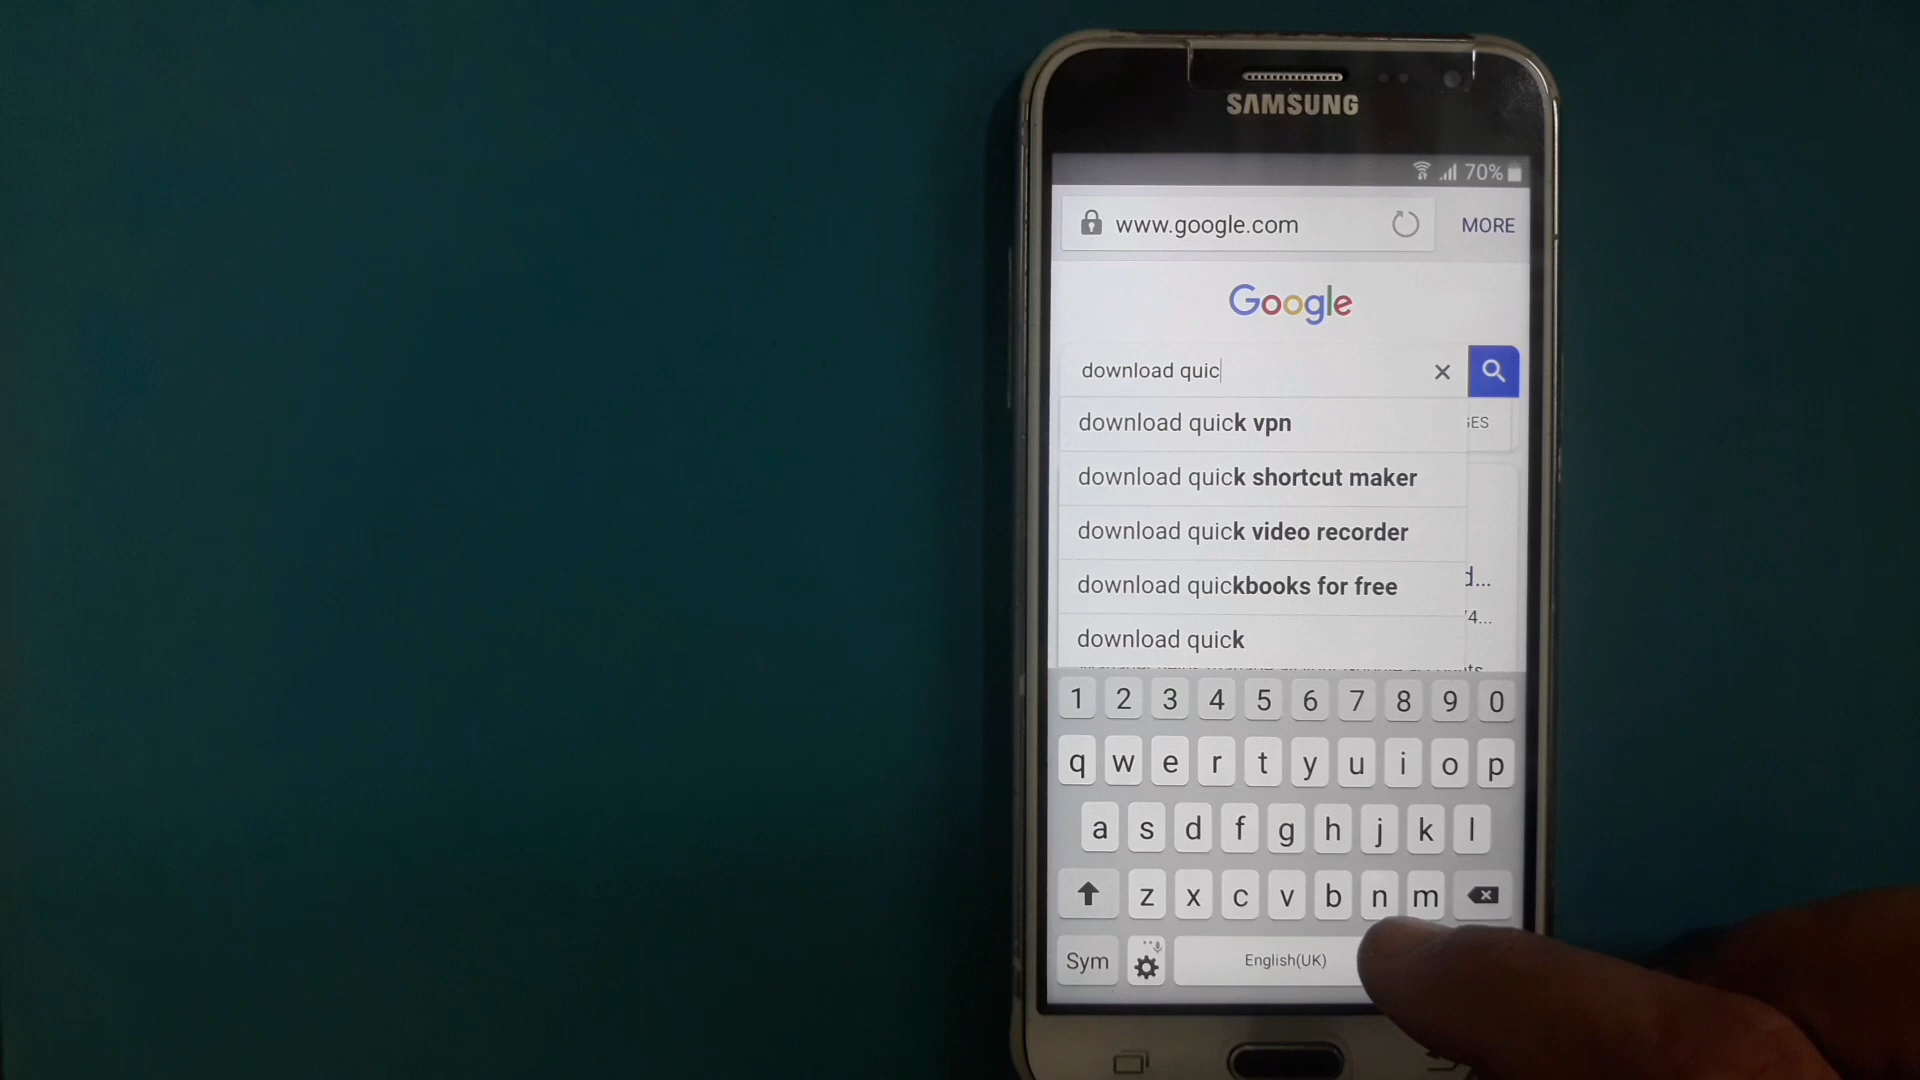 SAMSUNG
70%
www.google.com
MORE
Google
download quic
download quick vpn
download quick shortcut maker
download quick video recorder
download quickbooks for free
download quick
1 2 3 4 5 6 7 8 9 0
q w e r t y u i o p
a s d f g h j k l
z x c v b n m
Sym English(UK)